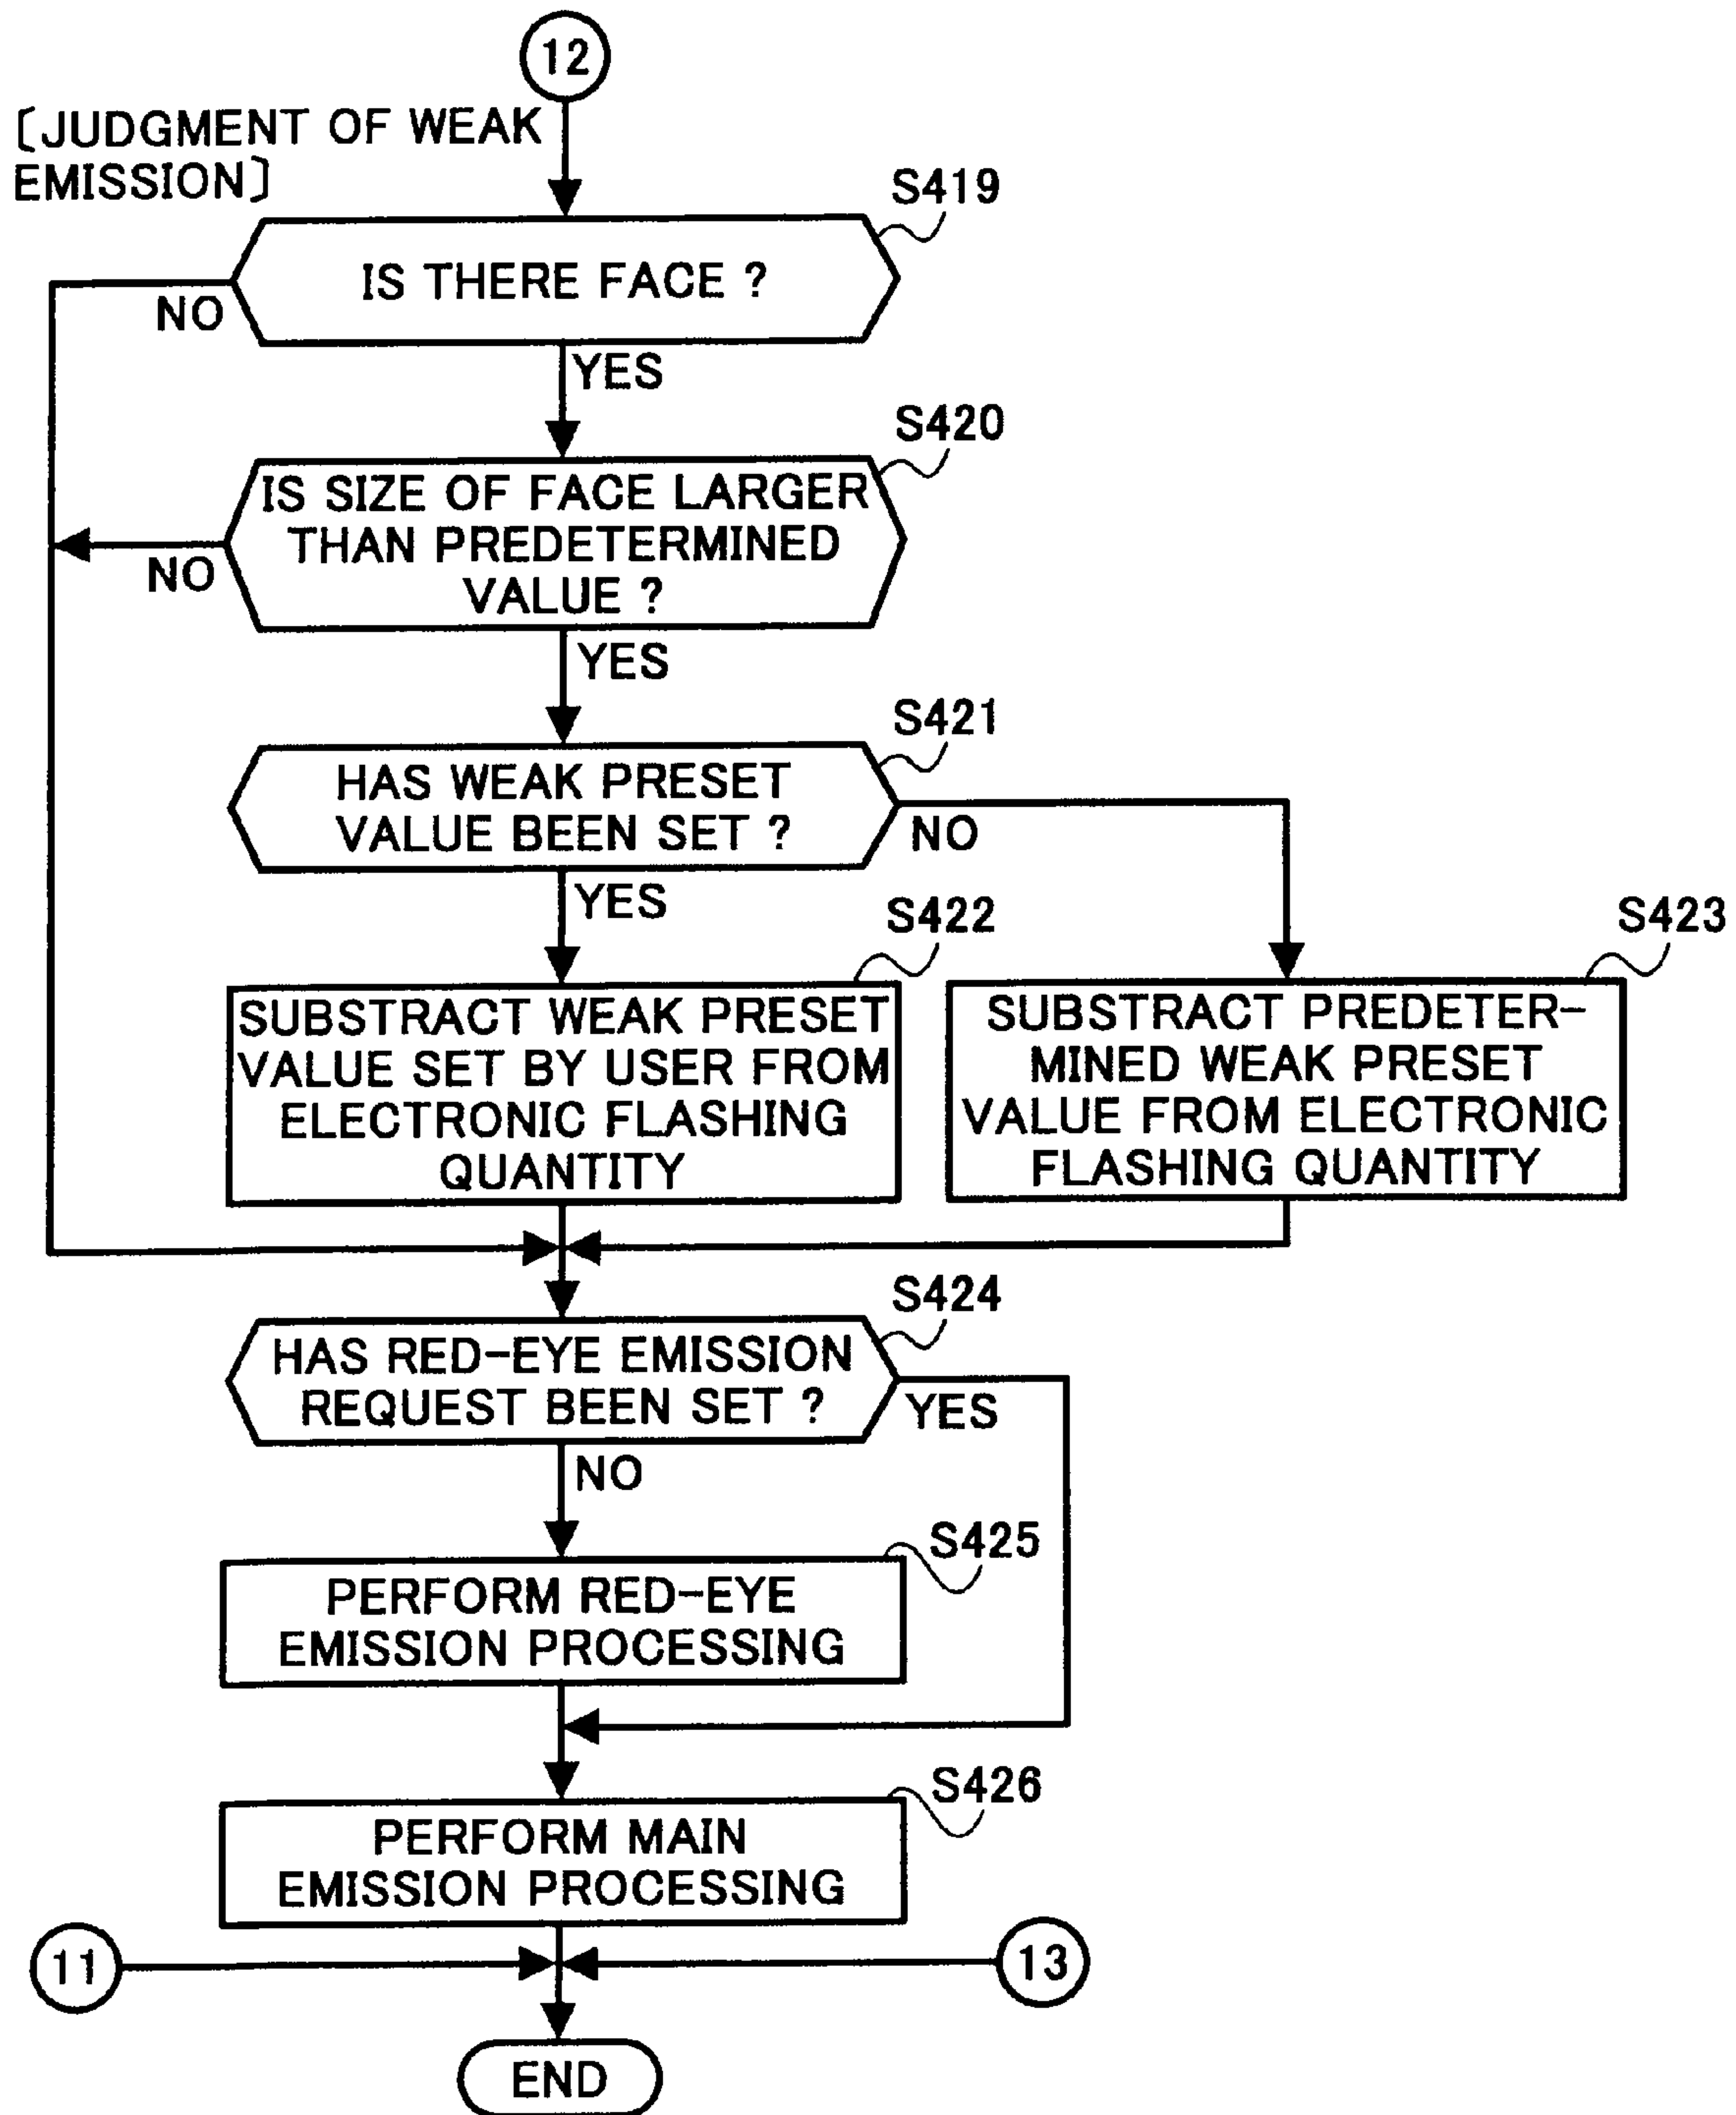 12
[JUDGMENT OF WEAK
EMISSION]
S419
IS THERE FACE ?
NO
YES
S420
IS SIZE OF FACE LARGER
THAN PREDETERMINED
VALUE ?
NO
YES
S421
HAS WEAK PRESET
VALUE BEEN SET ?
NO
YES
S422
SUBSTRACT WEAK PRESET
VALUE SET BY USER FROM
ELECTRONIC FLASHING
QUANTITY
S423
SUBSTRACT PREDETER-
MINED WEAK PRESET
VALUE FROM ELECTRONIC
FLASHING QUANTITY
S424
HAS RED-EYE EMISSION
REQUEST BEEN SET ?
YES
NO
S425
PERFORM RED-EYE
EMISSION PROCESSING
S426
PERFORM MAIN
EMISSION PROCESSING
11
13
END